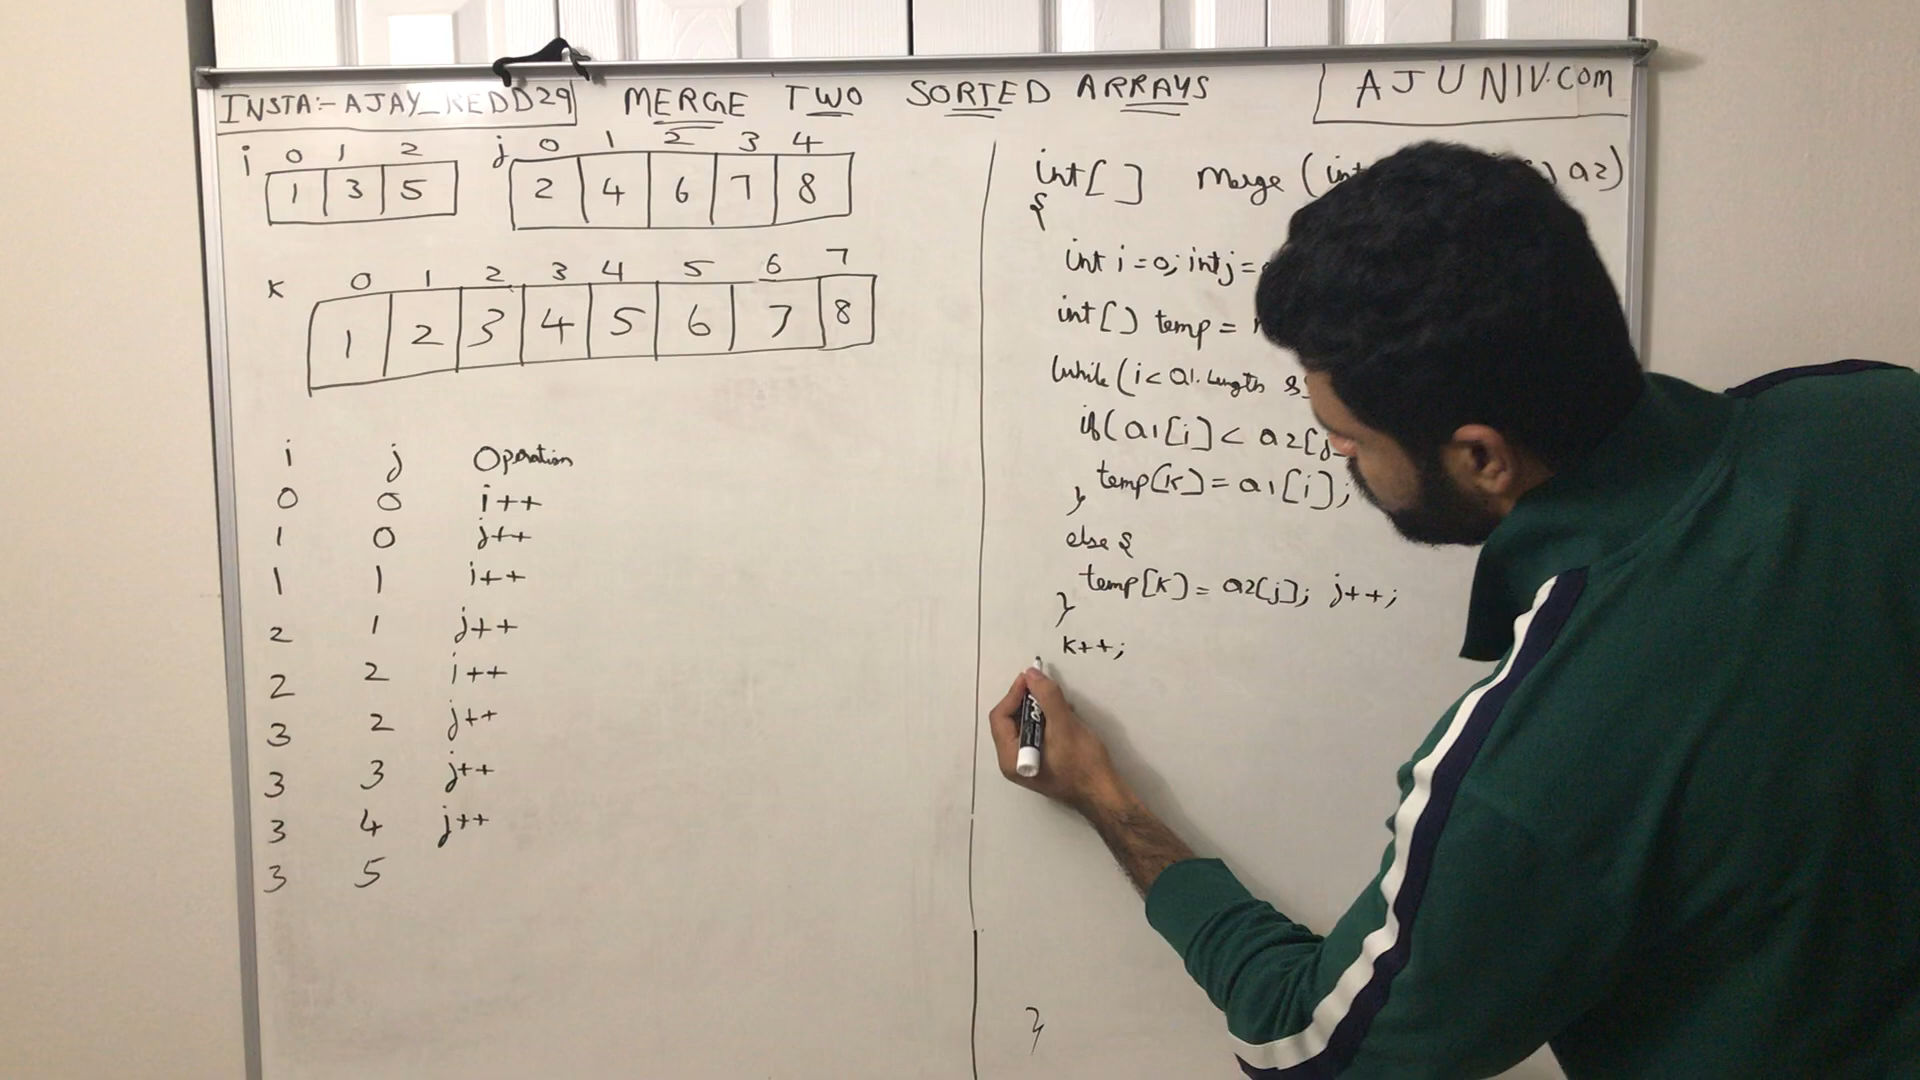 INSTA:- AJAY_REDD29
MERGE TWO SORTED ARRAYS
AJUNIV.COM
i 0 1 2
1 3 5
j 0 1 2 3 4
2 4 6 7 8
k 0 1 2 3 4 5 6 7
1 2 3 4 5 6 7 8
i j Operation
0 0 i++
1 0 j++
1 1 i++
2 1 j++
2 2 i++
3 2 j++
3 3 j++
3 4 j++
3 5
int[] Merge (int a2)
{
int i=0; int j=
int[] temp =
while (i< a1.length
if(a1[i] < a2[j
temp[k] = a1[i];
}
else {
temp[k] = a2[j]; j++;
}
k++;
}